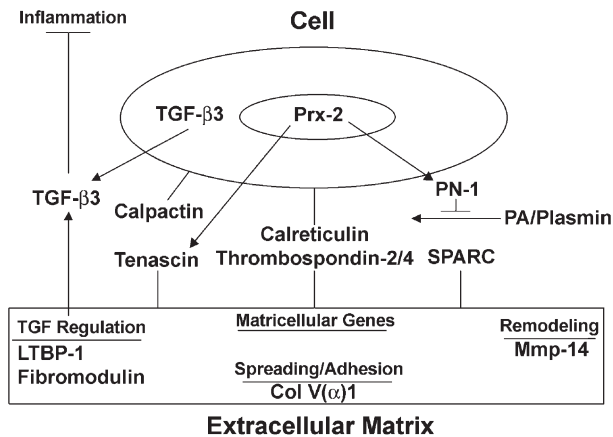 Cell
Inflammation
TGF-β3
Prx-2
TGF-β3
PN-1
Calpactin
PA/Plasmin
Calreticulin
Tenascin
Thrombospondin-2/4
SPARC
TGF Regulation
Matricellular Genes
Remodeling
LTBP-1
Mmp-14
Fibromodulin
Spreading/Adhesion
Col V(α)1
Extracellular Matrix